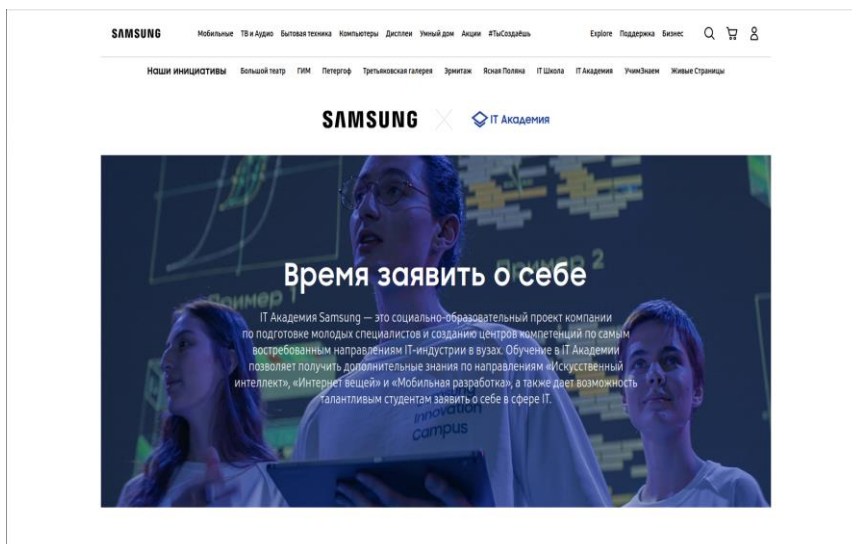 SAMSUNG Мобильные ТВ и Аудио Бытовая техника Компьютеры Дисплеи Умный дом Акции #ТыСоздаёшь Explore Поддержка Бизнес
Наши инициативы Большой театр ГИМ Петергоф Третьяковская галерея Эрмитаж Ясная Поляна IT Школа IT Академия УчимЗнаем Живые Страницы
SAMSUNG X IT Академия
Пример 2
Время заявить о себе
Пример 1
IT Академия Samsung — это социально-образовательный проект компании
по подготовке молодых специалистов и созданию центров компетенций по самым
востребованным направлениям IT-индустрии в вузах. Обучение в IT Академии
позволяет получить дополнительные знания по направлениям «Искусственный
интеллект», «Интернет вещей» и «Мобильная разработка», а также дает возможность
талантливым студентам заявить о себе в сфере IT.
Innovation
Campus